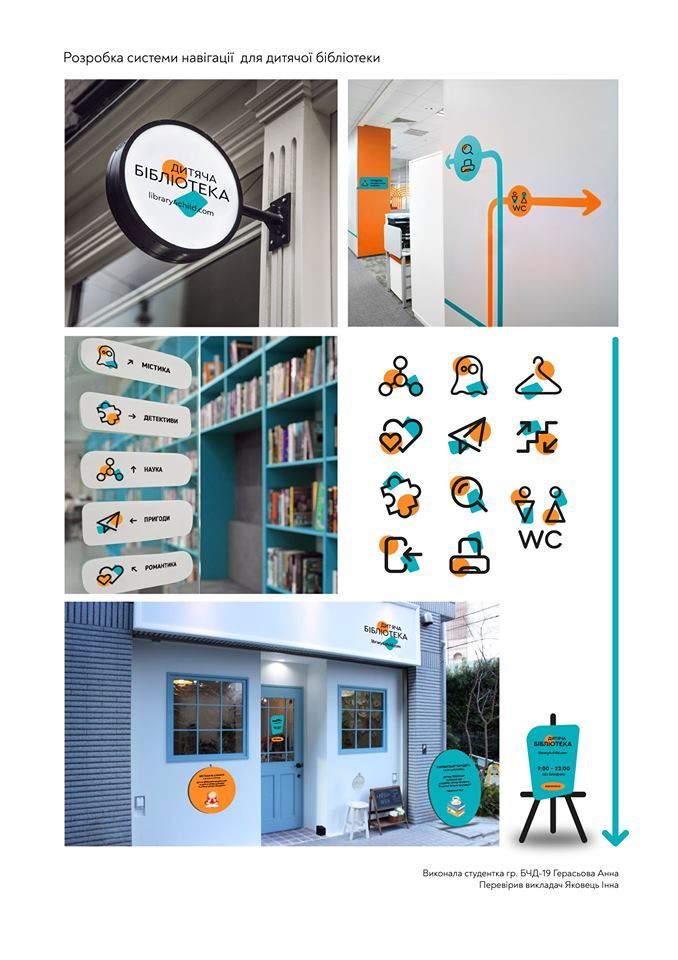 Розробка системи навігації для дитячої бібліотеки
ДИТЯЧА
БІБЛІОТЕКА
library4child.com
WC
МІСТИКА
ДЕТЕКТИВИ
НАУКА
ПРИГОДИ
РОМАНТИКА
WC
ДИТЯЧА
БІБЛІОТЕКА
library4child.com
ДИТЯЧА
БІБЛІОТЕКА
library4child.com
9:00 - 22:00
Виконала студентка гр. БЧД-19 Герасьова Анна
Перевірив викладач Яковець Інна